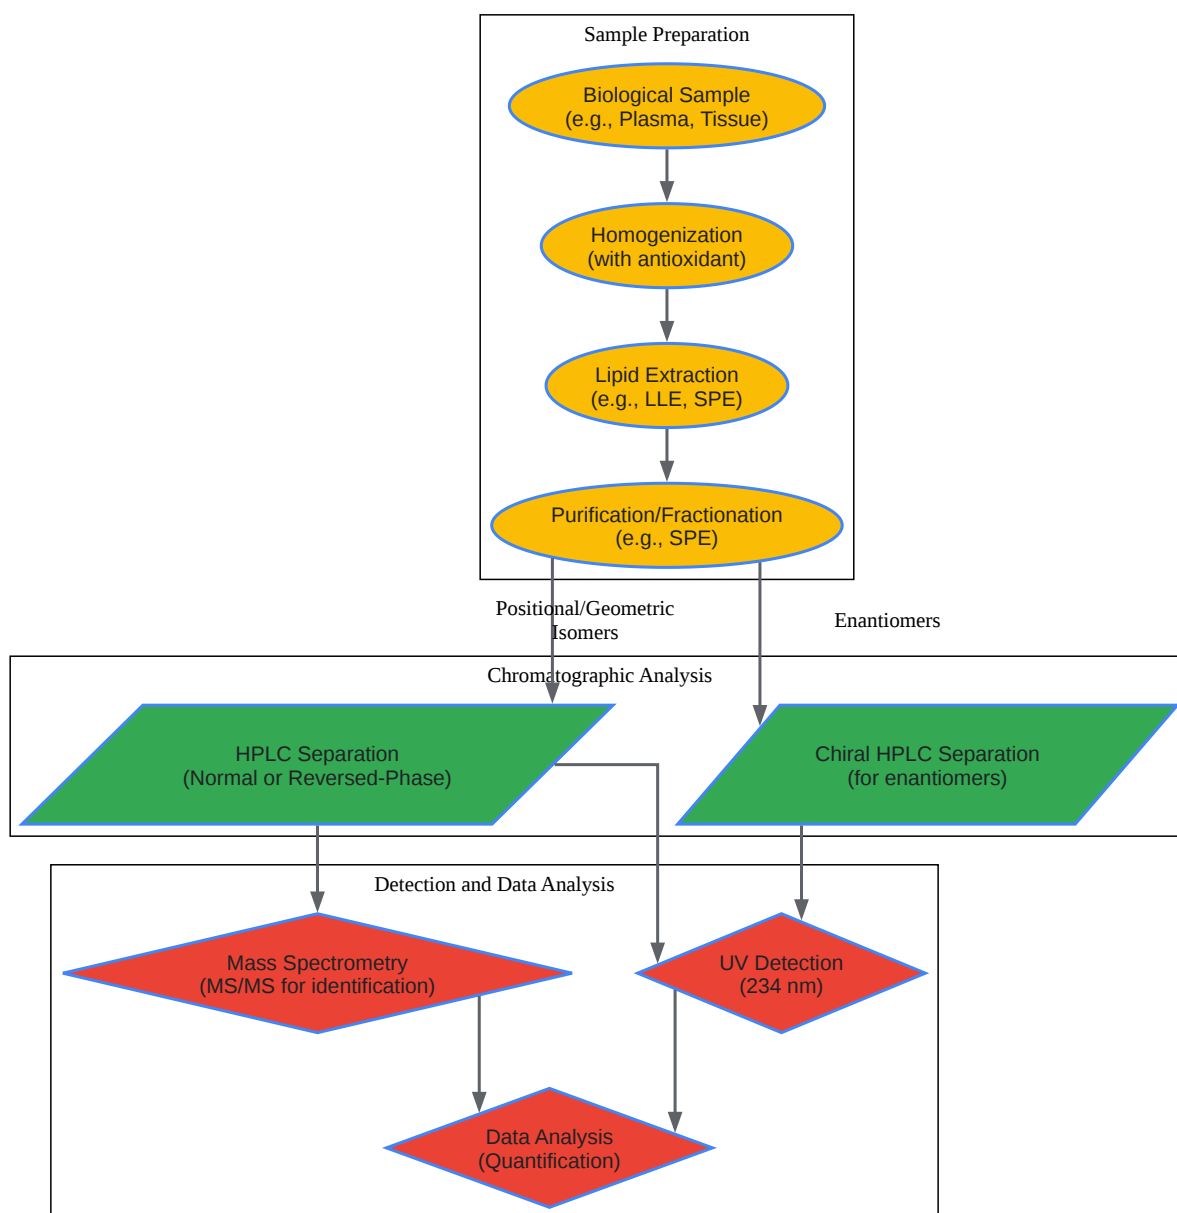 Sample Preparation
Biological Sample
(e.g., Plasma, Tissue)
Homogenization
(with antioxidant)
Lipid Extraction
(e.g., LLE, SPE)
Purification/Fractionation
(e.g., SPE)
Positional/Geometric
Isomers
Enantiomers
Chromatographic Analysis
HPLC Separation
(Normal or Reversed-Phase)
Chiral HPLC Separation
(for enantiomers)
Detection and Data Analysis
Mass Spectrometry
(MS/MS for identification)
UV Detection
(234 nm)
Data Analysis
(Quantification)